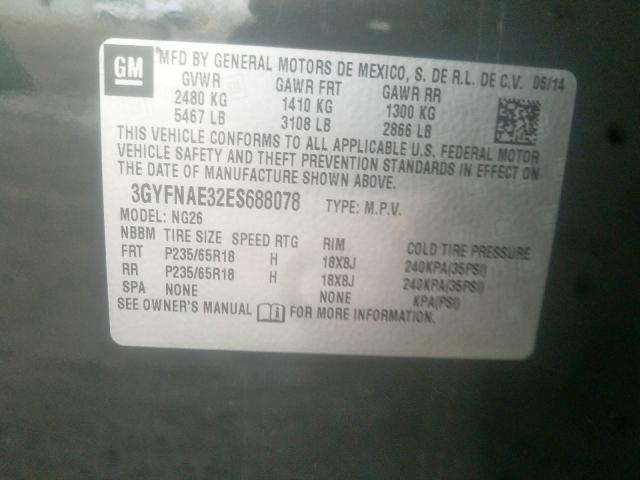 GM
MFD BY GENERAL MOTORS DE MEXICO, S. DE R.L. DE C.V. 06/14
GVWR GAWR FRT GAWR RR
2480 KG 1410 KG 1300 KG
5467 LB 3108 LB 2866 LB
THIS VEHICLE CONFORMS TO ALL APPLICABLE U.S. FEDERAL MOTOR
VEHICLE SAFETY AND THEFT PREVENTION STANDARDS IN EFFECT ON
THE DATE OF MANUFACTURE SHOWN ABOVE.
3GYFNAE32ES688078 TYPE: M.P.V.
MODEL: NG26
NBBM TIRE SIZE SPEED RTG RIM COLD TIRE PRESSURE
FRT P235/65R18 H 18X8J 240KPA(35PSI)
RR P235/65R18 H 18X8J 240KPA(35PSI)
SPA NONE NONE KPA(PSI)
SEE OWNER'S MANUAL FOR MORE INFORMATION.